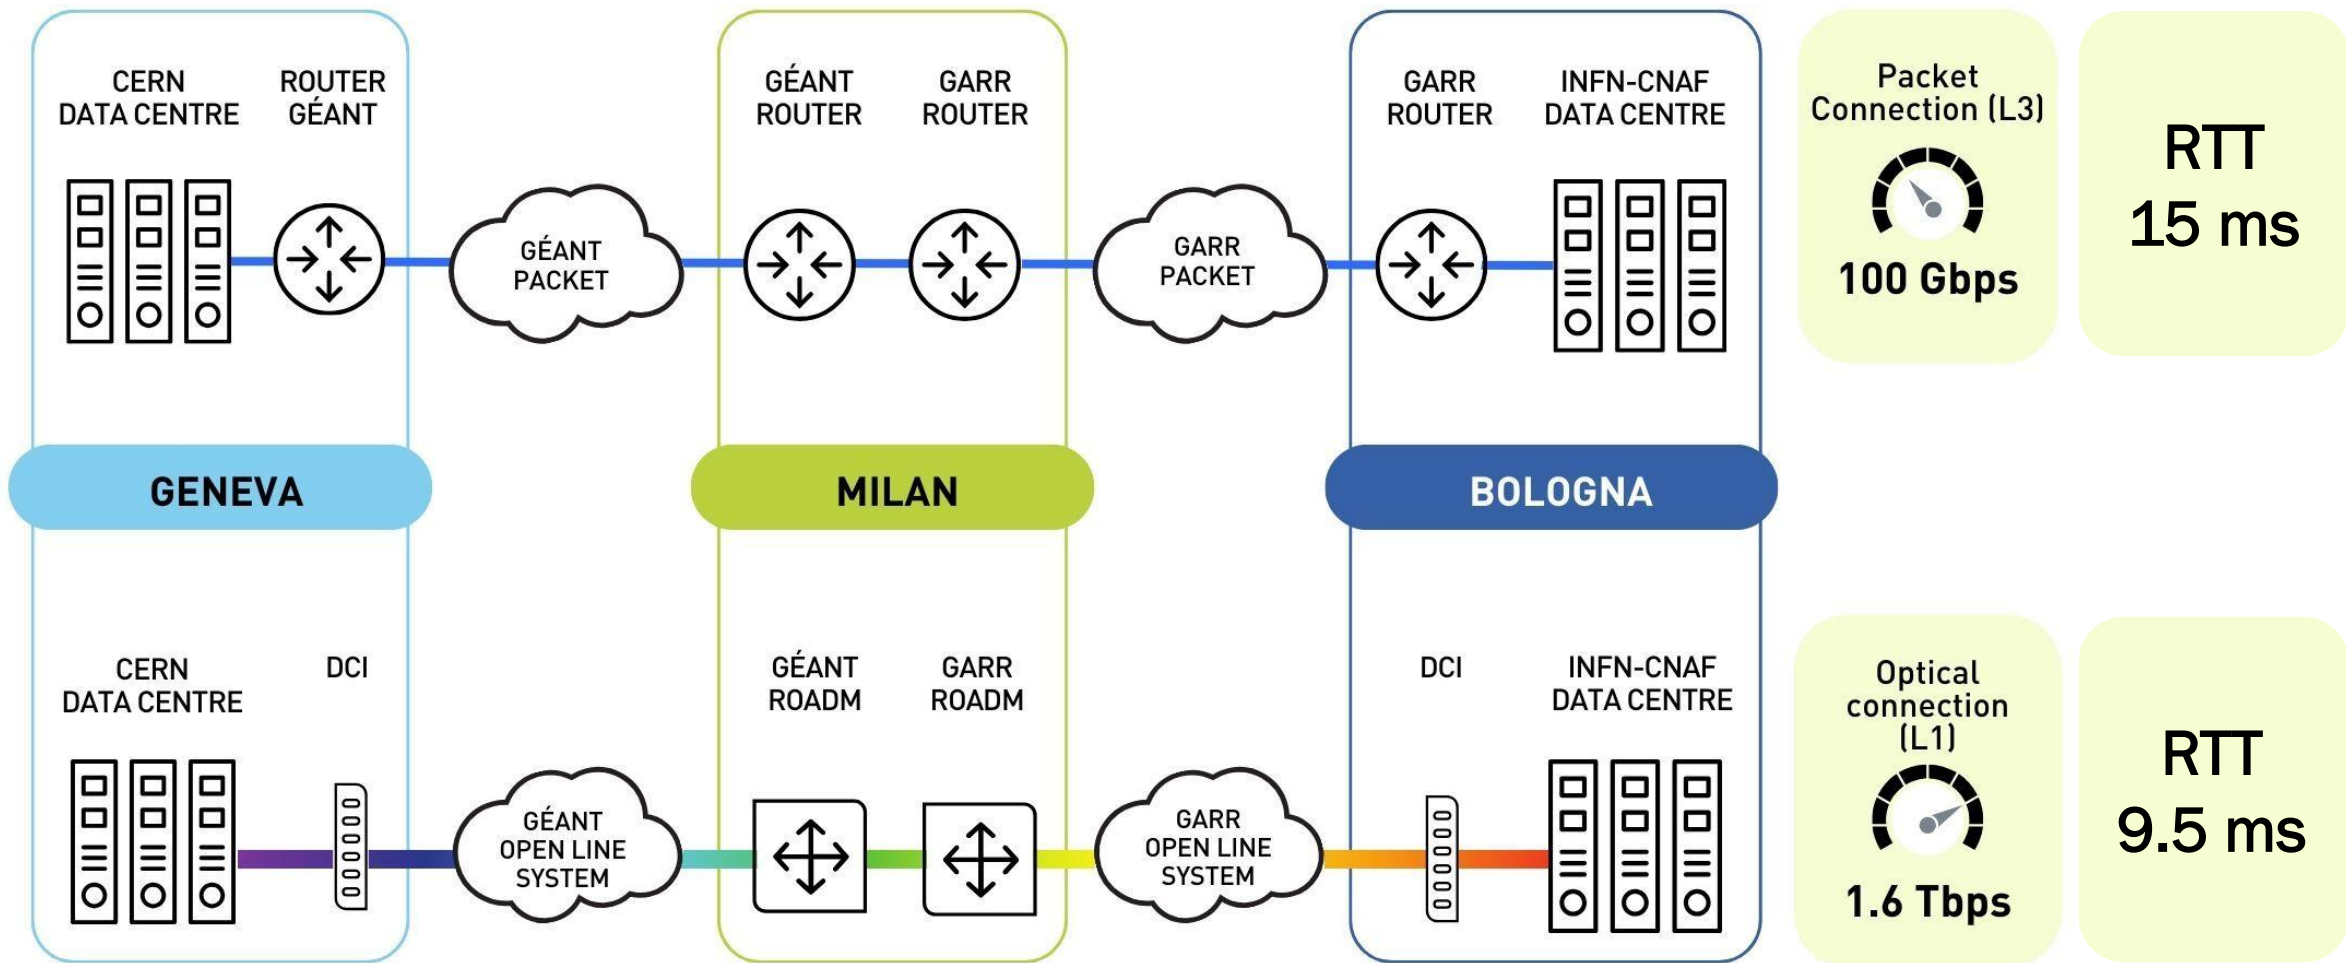 CERN
DATA CENTRE
ROUTER
GÉANT
GÉANT
PACKET
GÉANT
ROUTER
GARR
ROUTER
GARR
PACKET
GARR
ROUTER
INFN-CNAF
DATA CENTRE
Packet
Connection (L3)
100 Gbps
RTT
15 ms
GENEVA
MILAN
BOLOGNA
CERN
DATA CENTRE
DCI
GÉANT
OPEN LINE
SYSTEM
GÉANT
ROADM
GARR
ROADM
GARR
OPEN LINE
SYSTEM
DCI
INFN-CNAF
DATA CENTRE
Optical
connection
(L1)
1.6 Tbps
RTT
9.5 ms